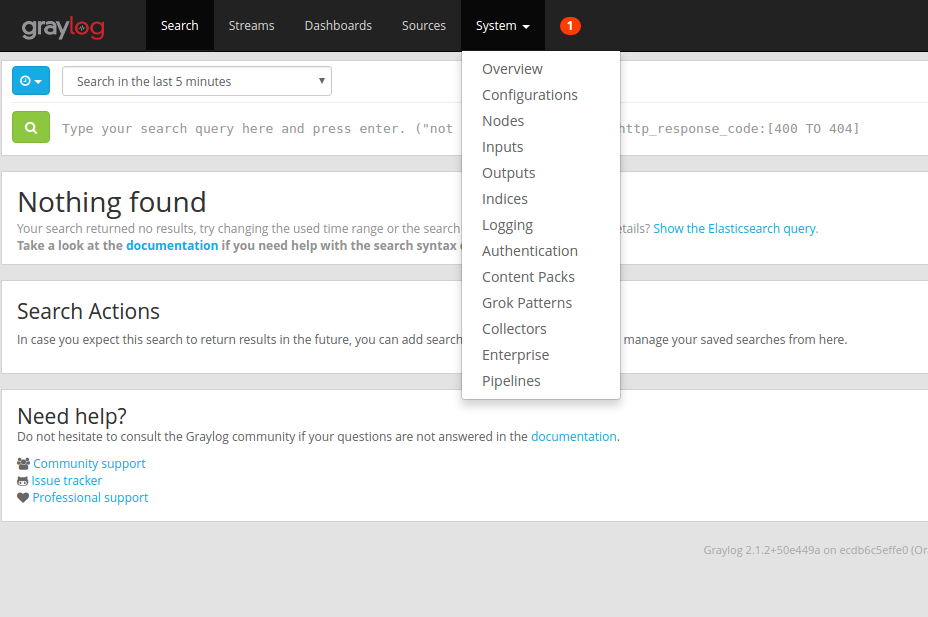 graylog Search Streams Dashboards Sources System 1
Search in the last 5 minutes
Type your search query here and press enter. ("not http_response_code:[400 TO 404]
Overview
Configurations
Nodes
Inputs
Outputs
Indices
Logging
Authentication
Content Packs
Grok Patterns
Collectors
Enterprise
Pipelines
Nothing found
Your search returned no results, try changing the used time range or the search Show the Elasticsearch query.
Take a look at the documentation if you need help with the search syntax
Search Actions
In case you expect this search to return results in the future, you can add search manage your saved searches from here.
Need help?
Do not hesitate to consult the Graylog community if your questions are not answered in the documentation.
Community support
Issue tracker
Professional support
Graylog 2.1.2+50e449a on ecdb6c5effe0 (Or